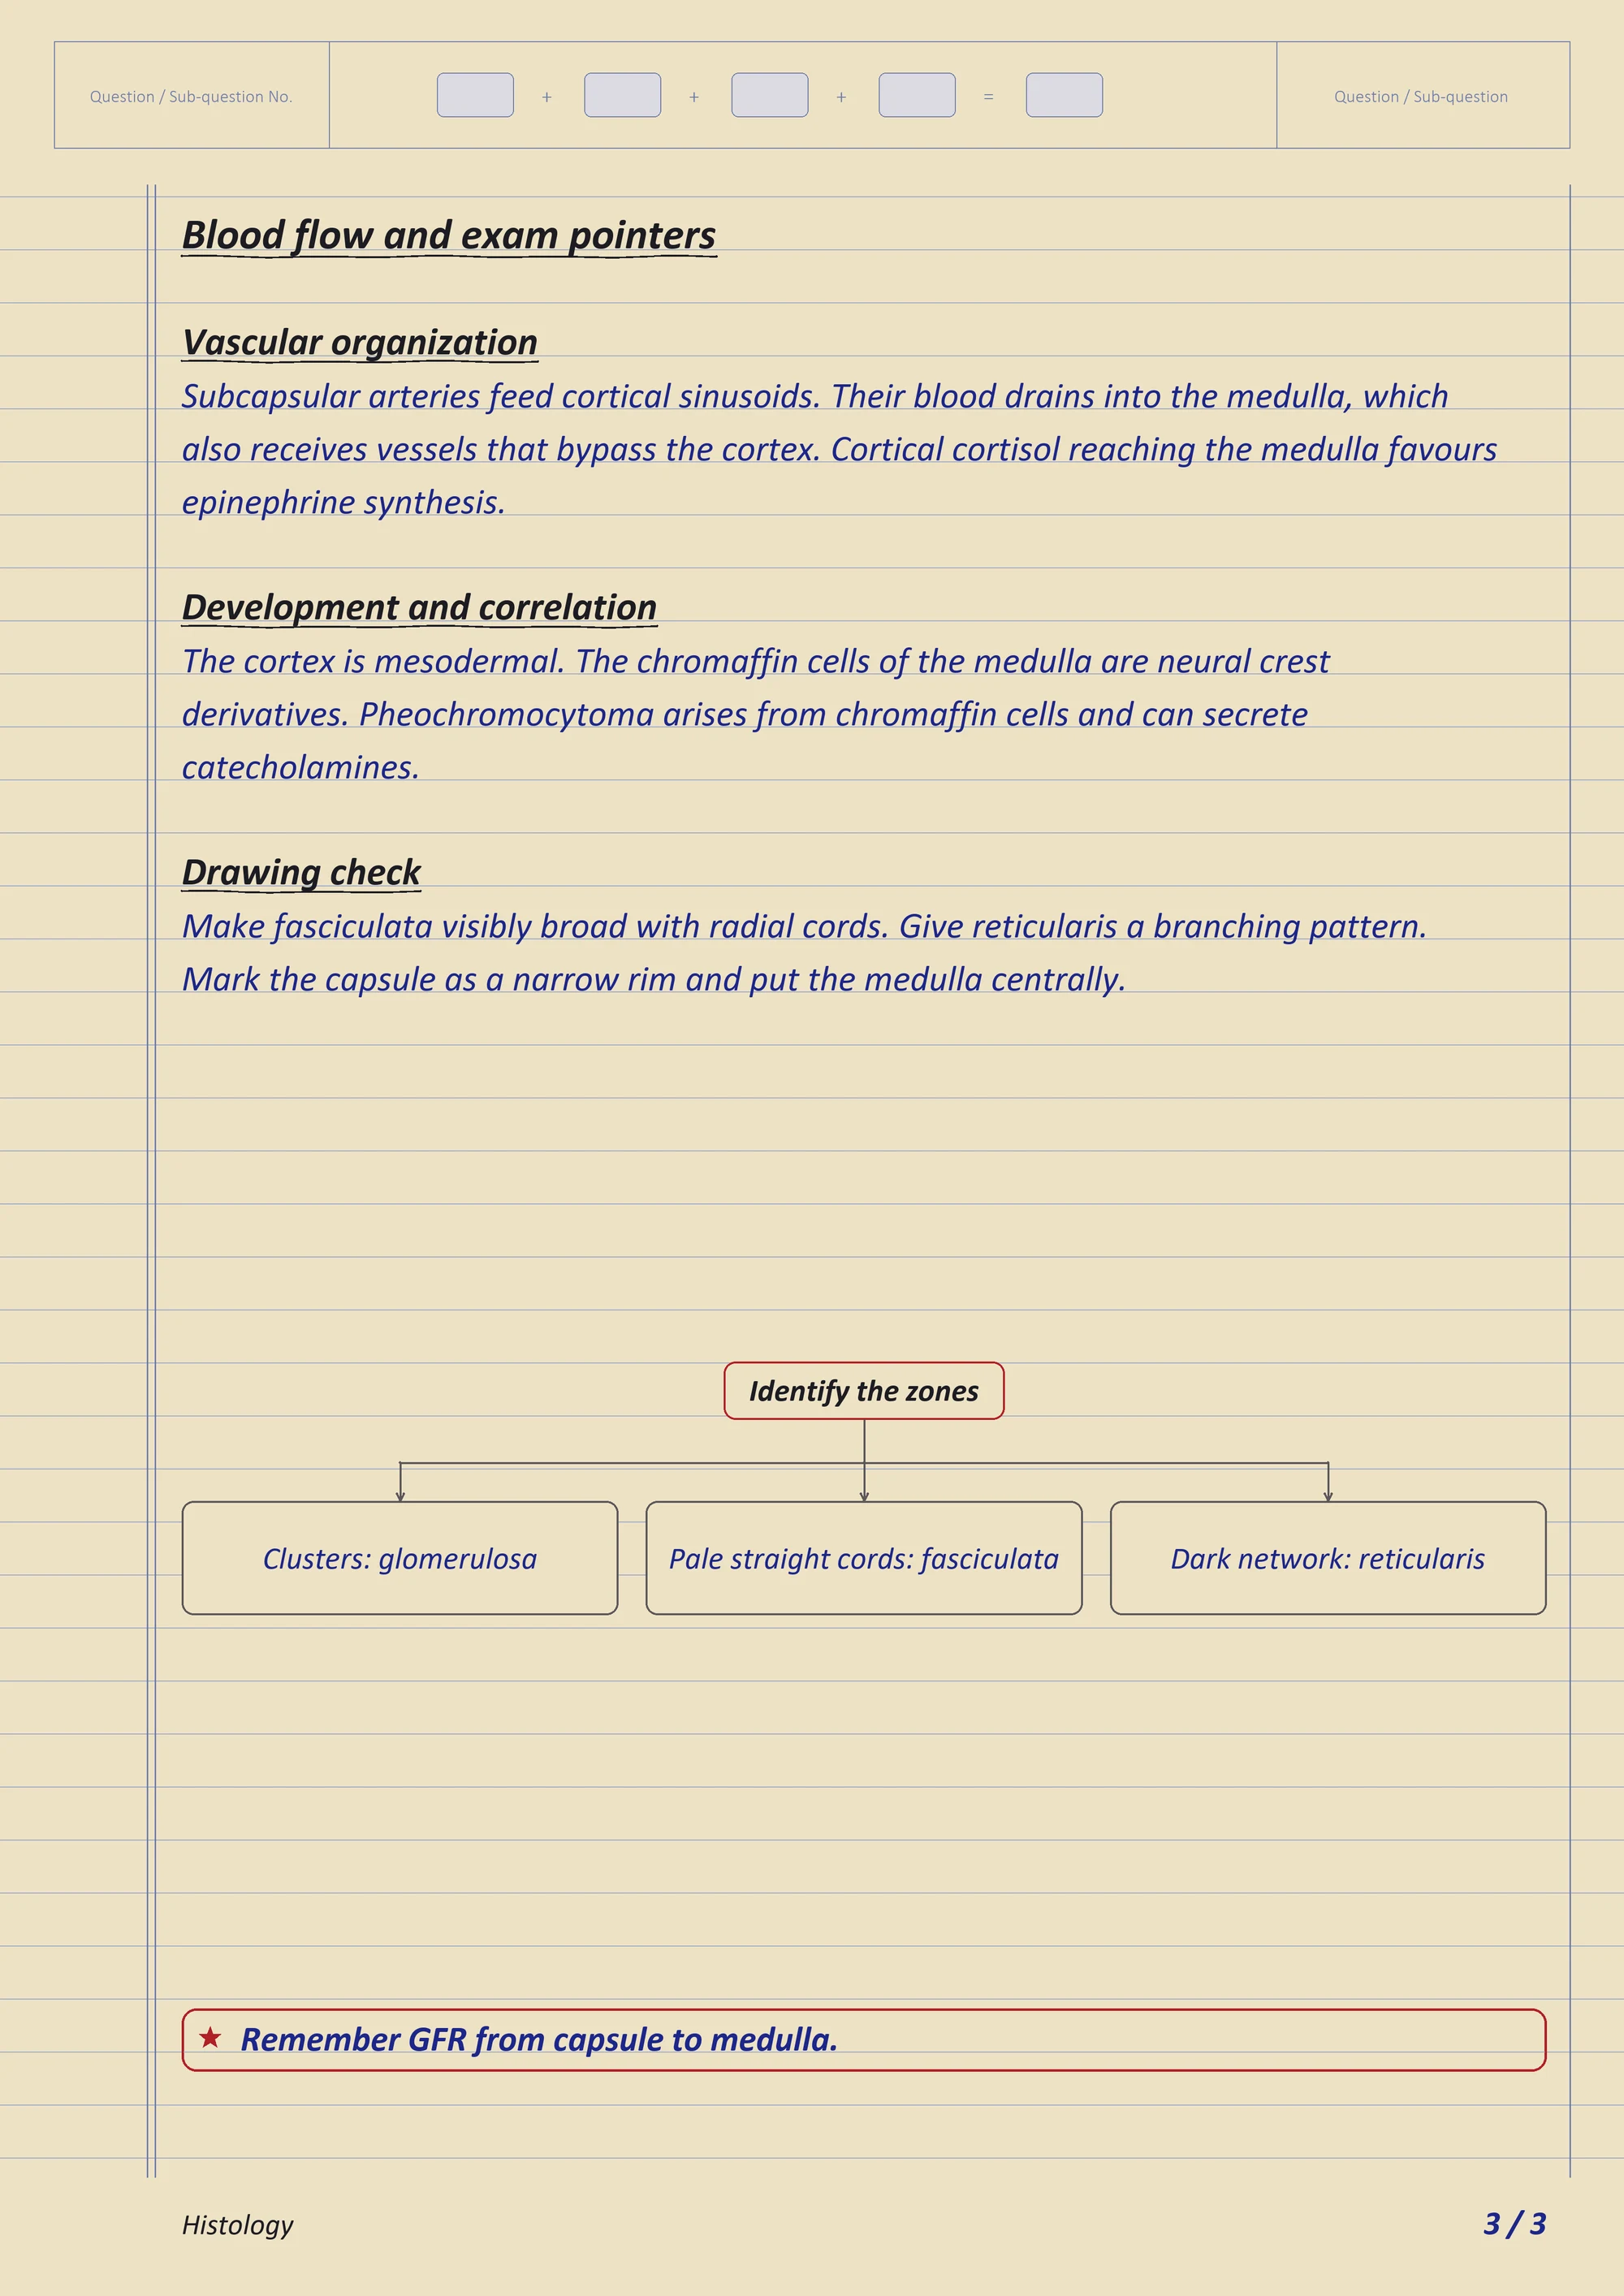 Question / Sub-question No.
+ + + =
Question / Sub-question
Blood flow and exam pointers
Vascular organization
Subcapsular arteries feed cortical sinusoids. Their blood drains into the medulla, which
also receives vessels that bypass the cortex. Cortical cortisol reaching the medulla favours
epinephrine synthesis.
Development and correlation
The cortex is mesodermal. The chromaffin cells of the medulla are neural crest
derivatives. Pheochromocytoma arises from chromaffin cells and can secrete
catecholamines.
Drawing check
Make fasciculata visibly broad with radial cords. Give reticularis a branching pattern.
Mark the capsule as a narrow rim and put the medulla centrally.
Identify the zones
Clusters: glomerulosa
Pale straight cords: fasciculata
Dark network: reticularis
★ Remember GFR from capsule to medulla.
Histology
3 / 3